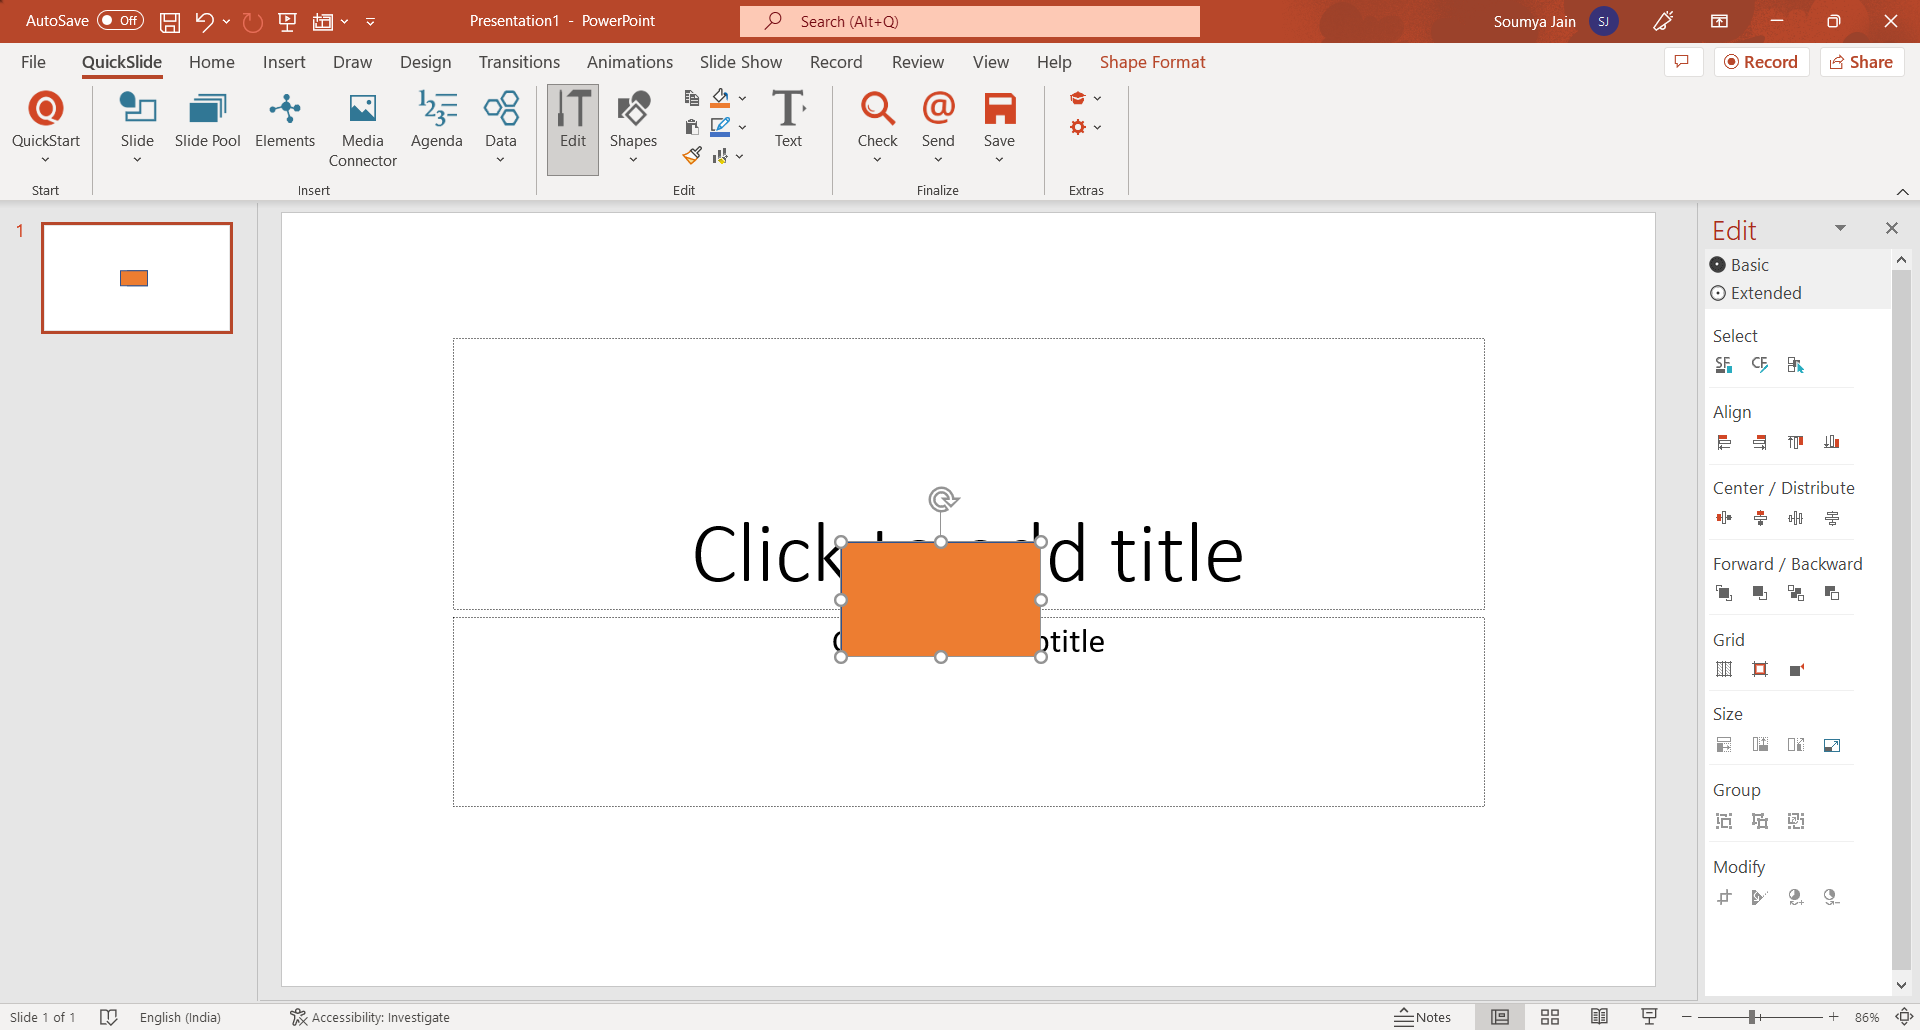 AutoSave Off Presentation1 - PowerPoint Search (Alt+Q) Soumya Jain SJ
File QuickSlide Home Insert Draw Design Transitions Animations Slide Show Record Review View Help Shape Format Record Share
QuickStart Slide Slide Pool Elements Media Connector Agenda Data Edit Shapes Text Check Send Save
Start Insert Edit Finalize Extras
1
Click to add title
btitle
Edit
Basic
Extended
Select
Align
Center / Distribute
Forward / Backward
Grid
Size
Group
Modify
Slide 1 of 1 English (India) Accessibility: Investigate Notes 86%